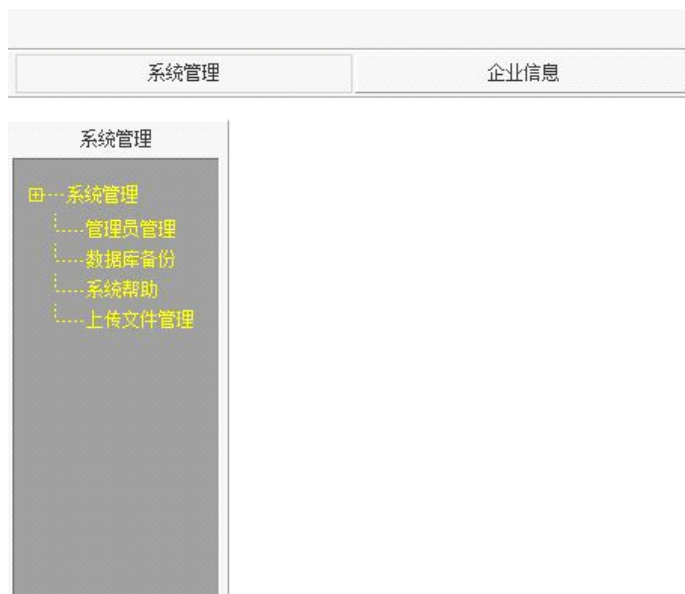 系统管理 企业信息
系统管理
系统管理
管理员管理
数据库备份
系统帮助
上传文件管理